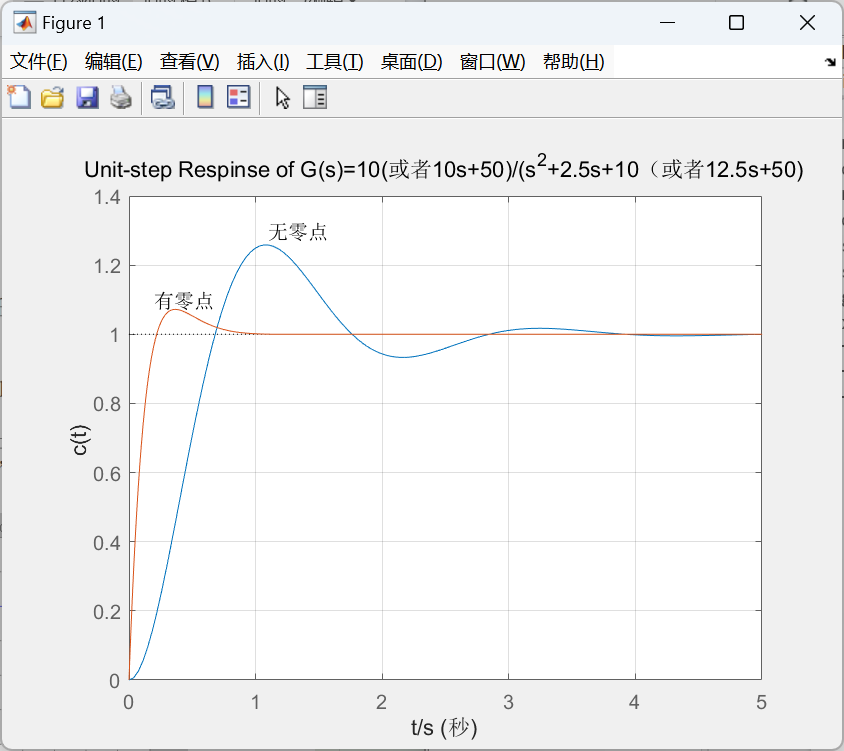 Figure 1
文件(F) 编辑(E) 查看(V) 插入(I) 工具(T) 桌面(D) 窗口(W) 帮助(H)
Unit-step Respinse of G(s)=10(或者10s+50)/(s²+2.5s+10（或者12.5s+50)
无零点
有零点
1.4
1.2
1
0.8
0.6
0.4
0.2
0
c(t)
0 1 2 3 4 5
t/s (秒)